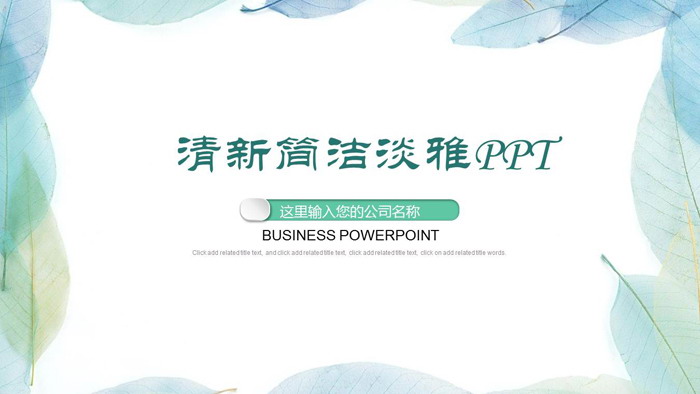 清新简洁淡雅PPT
这里输入您的公司名称
BUSINESS POWERPOINT
Click add related title text, and click add related title text, click add related title text, click on add related title words.